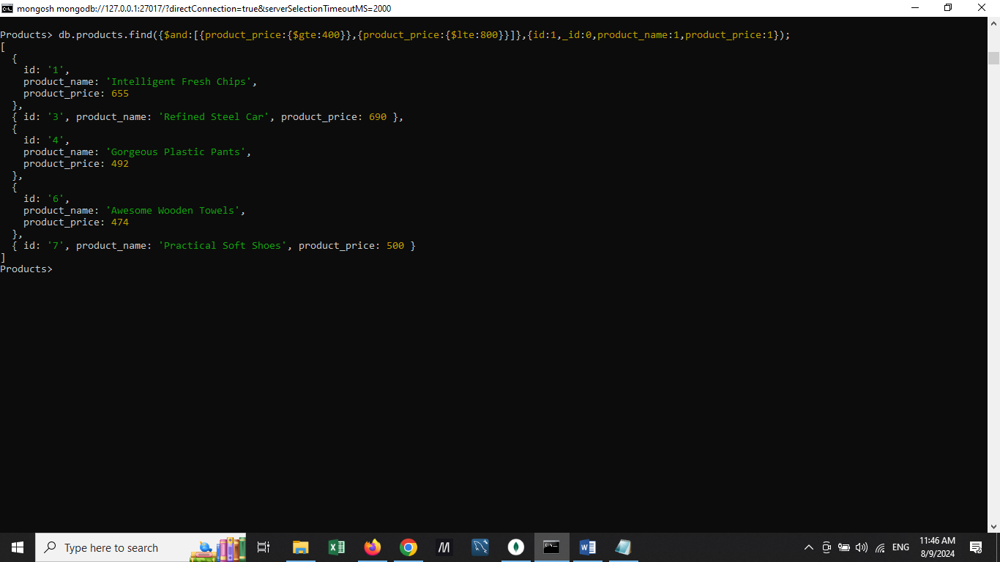 mongosh mongodb://127.0.0.1:27017/?directConnection=true&serverSelectionTimeoutMS=2000
Products> db.products.find({$and:[{product_price:{$gte:400}},{product_price:{$lte:800}}]},{id:1,_id:0,product_name:1,product_price:1});
[
  {
    id: '1',
    product_name: 'Intelligent Fresh Chips',
    product_price: 655
  },
  { id: '3', product_name: 'Refined Steel Car', product_price: 690 },
  {
    id: '4',
    product_name: 'Gorgeous Plastic Pants',
    product_price: 492
  },
  {
    id: '6',
    product_name: 'Awesome Wooden Towels',
    product_price: 474
  },
  { id: '7', product_name: 'Practical Soft Shoes', product_price: 500 }
]
Products>
Type here to search
ENG
11:46 AM
8/9/2024